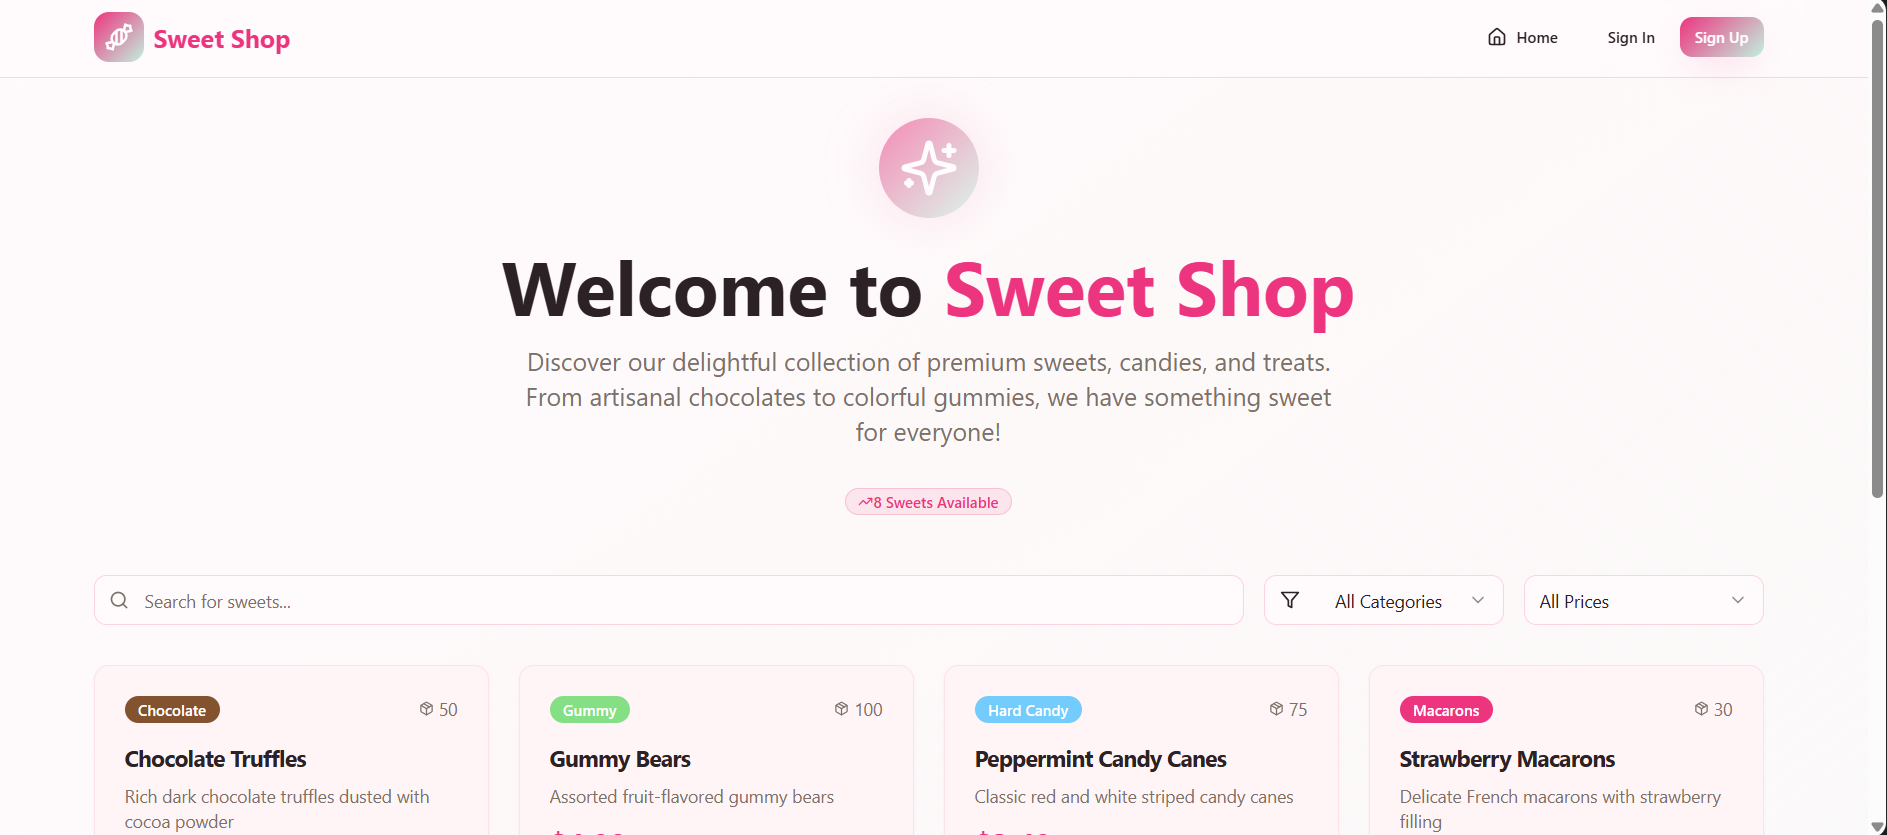 Sweet Shop
Home
Sign In
Sign Up
Welcome to Sweet Shop
Discover our delightful collection of premium sweets, candies, and treats.
From artisanal chocolates to colorful gummies, we have something sweet
for everyone!
8 Sweets Available
Search for sweets...
All Categories
All Prices
Chocolate
50
Chocolate Truffles
Rich dark chocolate truffles dusted with
cocoa powder
Gummy
100
Gummy Bears
Assorted fruit-flavored gummy bears
Hard Candy
75
Peppermint Candy Canes
Classic red and white striped candy canes
Macarons
30
Strawberry Macarons
Delicate French macarons with strawberry
filling